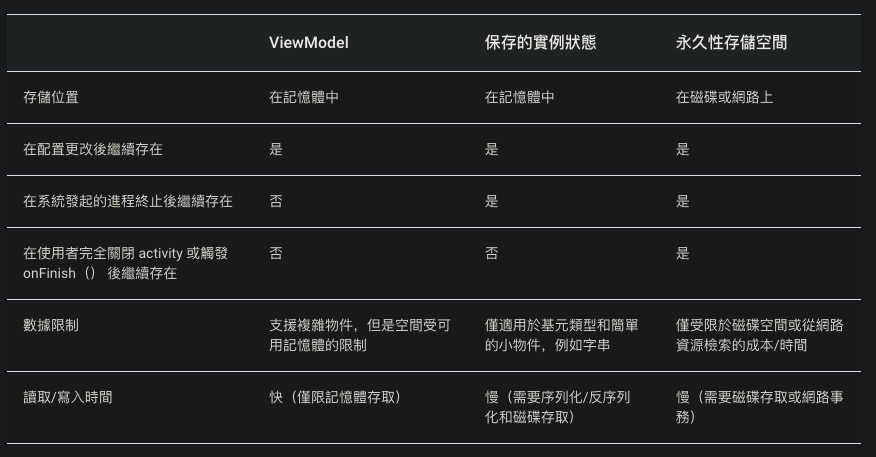 ViewModel 保存的實例狀態 永久性存儲空間
存儲位置 在記憶體中 在記憶體中 在磁碟或網路上
在配置更改後繼續存在 是 是 是
在系統發起的進程終止後繼續存在 否 是 是
在使用者完全關閉 activity 或觸發 否 否 是
onFinish（） 後繼續存在
數據限制 支援複雜物件，但是空間受可 僅適用於基元類型和簡單 僅受限於磁碟空間或從網路
用記憶體的限制 的小物件，例如字串 資源檢索的成本/時間
讀取/寫入時間 快（僅限記憶體存取） 慢（需要序列化/反序列 慢（需要磁碟存取或網路事
化和磁碟存取） 務）